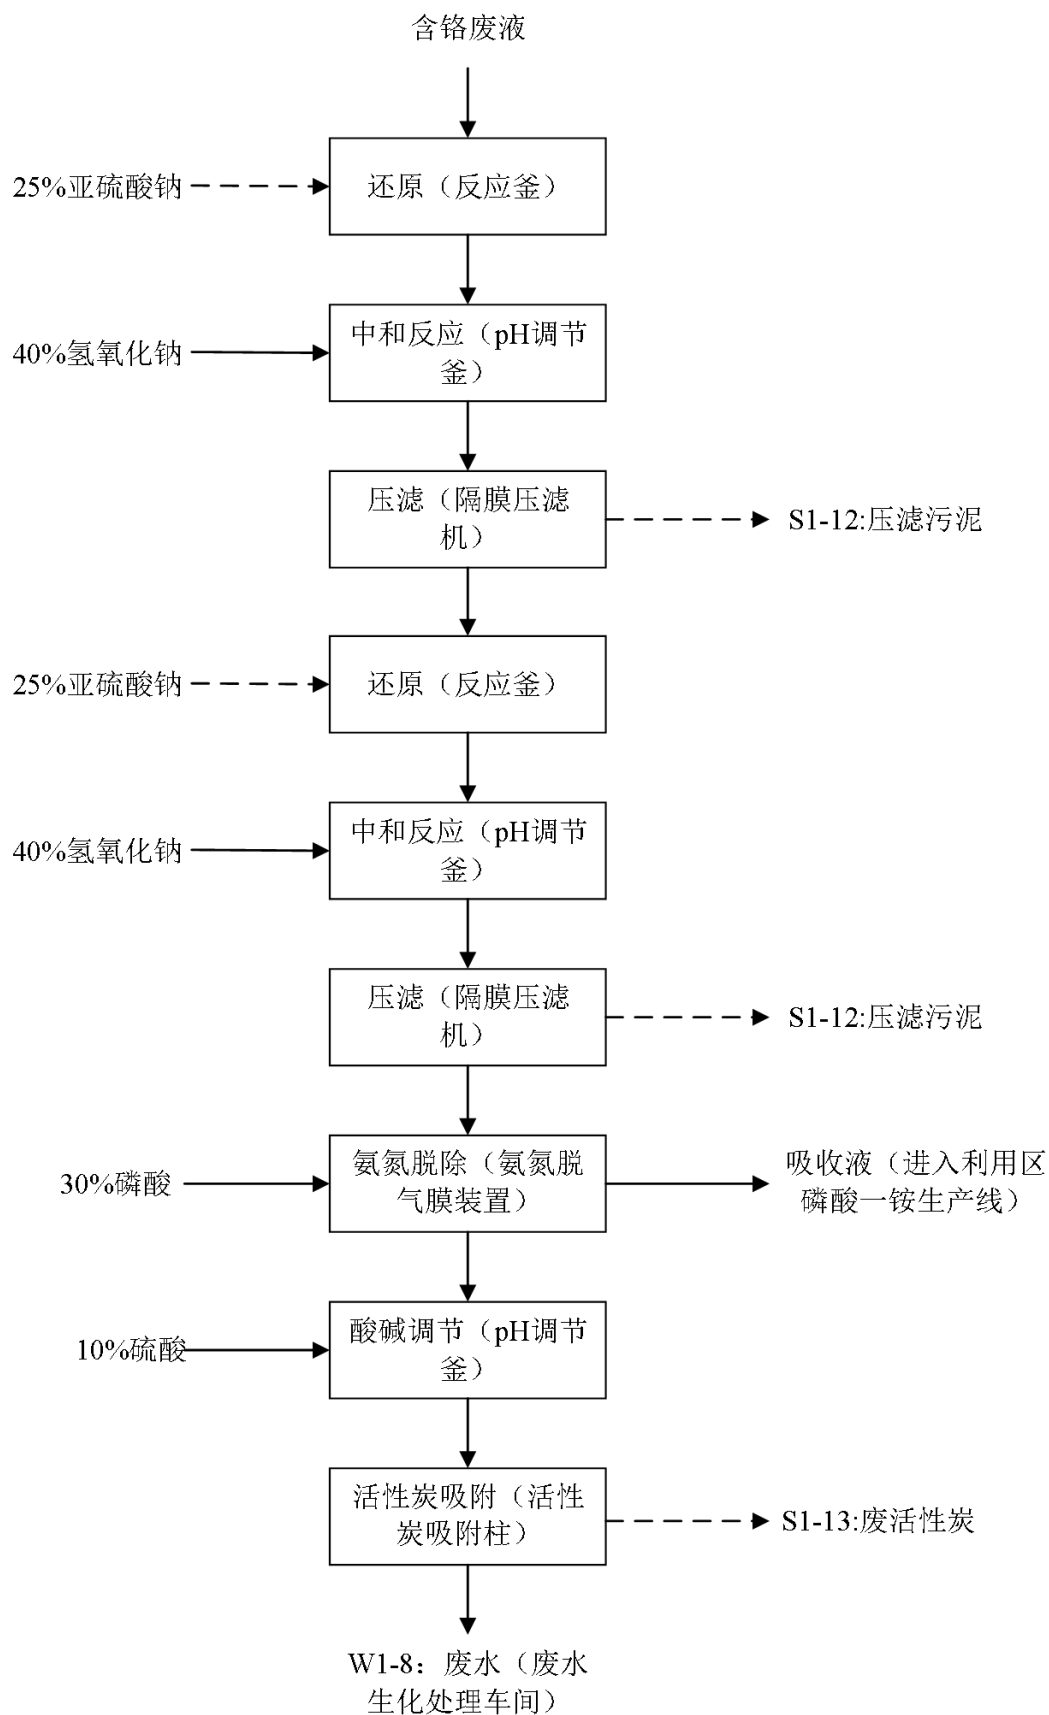 含铬废液
25%亚硫酸钠
还原（反应釜）
40%氢氧化钠
中和反应（pH调节
釜）
压滤（隔膜压滤
机）
S1-12:压滤污泥
25%亚硫酸钠
还原（反应釜）
40%氢氧化钠
中和反应（pH调节
釜）
压滤（隔膜压滤
机）
S1-12:压滤污泥
30%磷酸
氨氮脱除（氨氮脱
气膜装置）
吸收液（进入利用区
磷酸一铵生产线）
10%硫酸
酸碱调节（pH调节
釜）
活性炭吸附（活性
炭吸附柱）
S1-13:废活性炭
W1-8：废水（废水
生化处理车间）